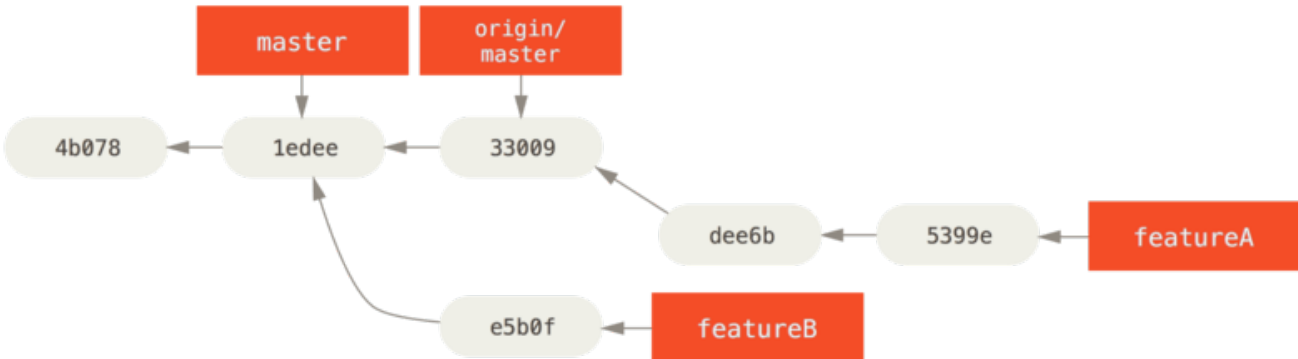 master
origin/
master
4b078
1edee
33009
dee6b
5399e
featureA
e5b0f
featureB